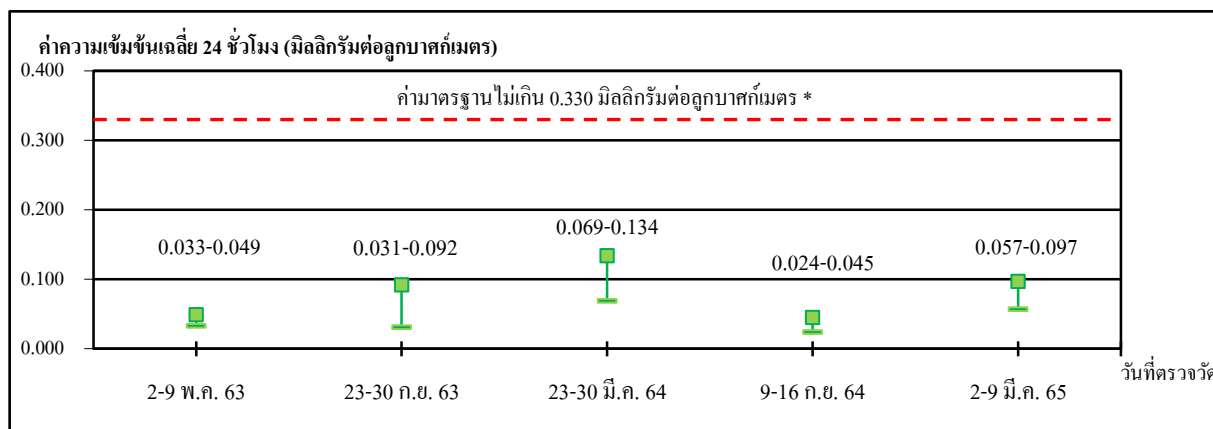 ค่าความเข้มข้นเฉลี่ย 24 ชั่วโมง (มิลลิกรัมต่อลูกบาศก์เมตร)
0.400
ค่ามาตรฐานไม่เกิน 0.330 มิลลิกรัมต่อลูกบาศก์เมตร *
0.300
0.200
0.033-0.049 0.031-0.092 0.069-0.134 0.024-0.045 0.057-0.097
0.100
0.000
วันที่ตรวจวัด
2-9 พ.ค. 63 23-30 ก.ย. 63 23-30 มี.ค. 64 9-16 ก.ย. 64 2-9 มี.ค. 65